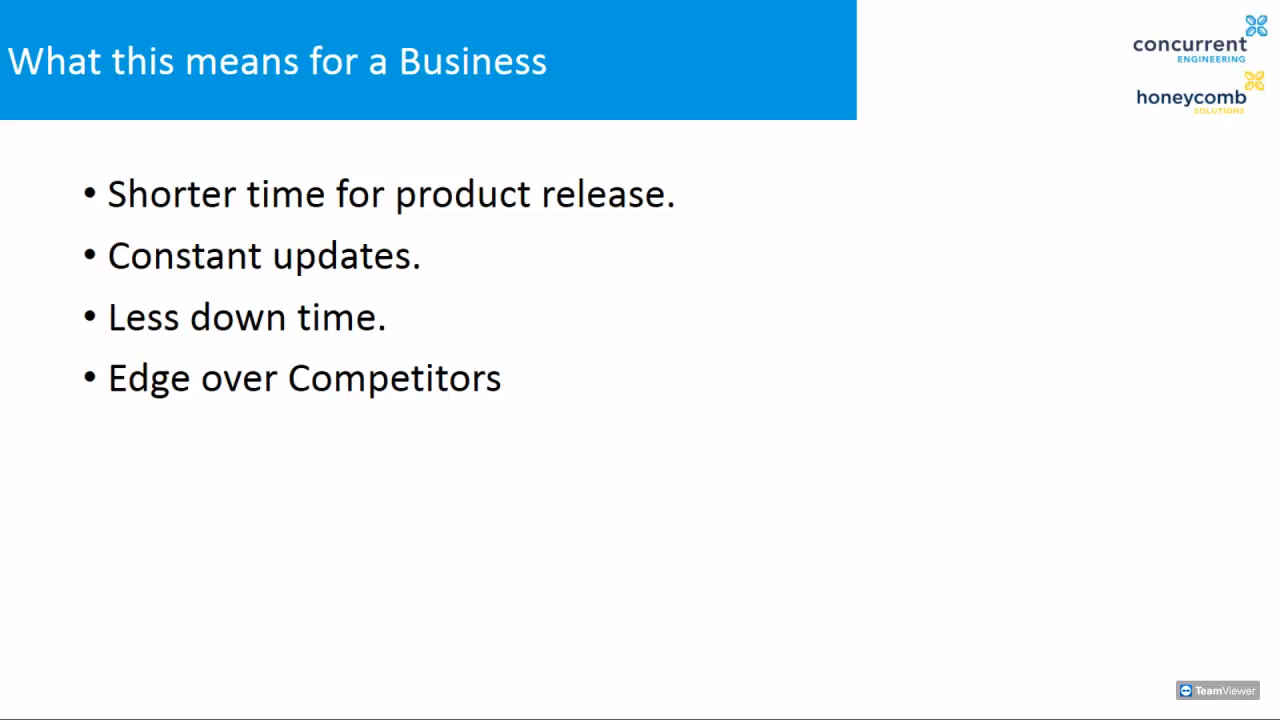 What this means for a Business
concurrent
ENGINEERING
honeycomb
SOLUTIONS
• Shorter time for product release.
• Constant updates.
• Less down time.
• Edge over Competitors
TeamViewer